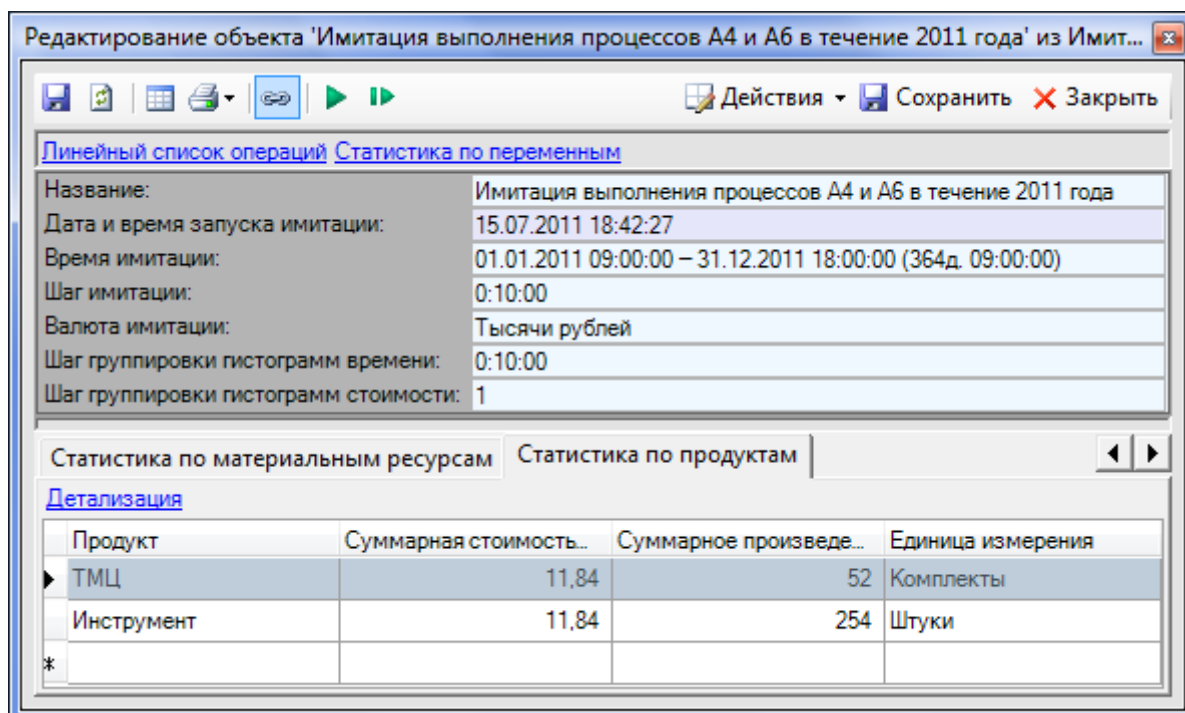 Редактирование объекта 'Имитация выполнения процессов А4 и А6 в течение 2011 года' из Имит...
Действия Сохранить Закрыть
Линейный список операций Статистика по переменным
Название: Имитация выполнения процессов А4 и А6 в течение 2011 года
Дата и время запуска имитации: 15.07.2011 18:42:27
Время имитации: 01.01.2011 09:00:00 – 31.12.2011 18:00:00 (364д. 09:00:00)
Шаг имитации: 0:10:00
Валюта имитации: Тысячи рублей
Шаг группировки гистограмм времени: 0:10:00
Шаг группировки гистограмм стоимости: 1
Статистика по материальным ресурсам Статистика по продуктам
Детализация
Продукт Суммарная стоимость... Суммарное произведе... Единица измерения
ТМЦ 11,84 52 Комплекты
Инструмент 11,84 254 Штуки